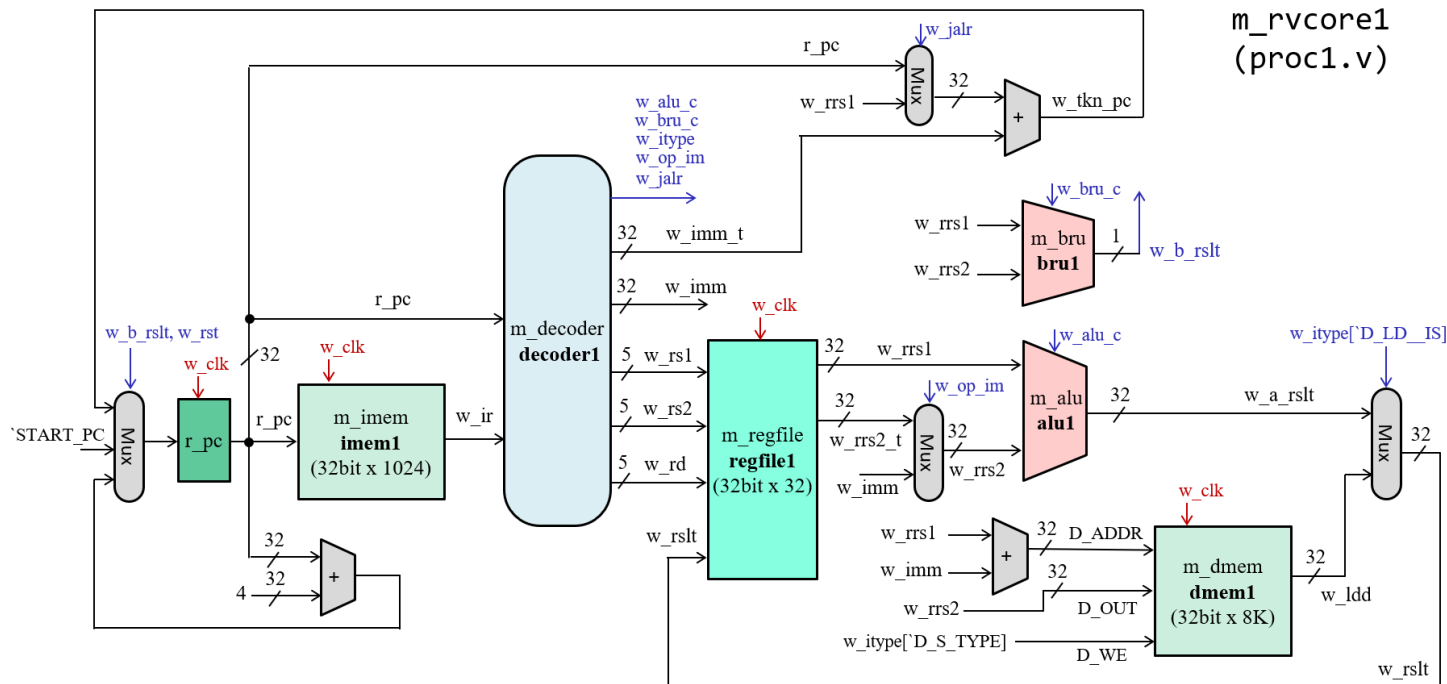 m_rvcore1
(proc1.v)
w_jalr
r_pc
Mux
32
w_rrs1
+
w_tkn_pc
w_alu_c
w_bru_c
w_itype
w_op_im
w_jalr
32
w_imm_t
32
w_imm
w_bru_c
w_rrs1
w_rrs2
m_bru
bru1
1
w_b_rslt
r_pc
m_decoder
decoder1
w_b_rslt, w_rst
w_clk
32
w_clk
`START_PC
Mux
r_pc
r_pc
m_imem
imem1
(32bit x 1024)
w_ir
5
w_rs1
5
w_rs2
5
w_rd
w_rslt
w_clk
m_regfile
regfile1
(32bit x 32)
32
w_rrs1
32
w_rrs2_t
w_imm
w_op_im
Mux
32
w_rrs2
w_alu_c
m_alu
alu1
32
w_a_rslt
w_itype[`D_LD__IS]
Mux
32
32
4
32
+
w_rrs1
w_imm
+
32
D_ADDR
w_rrs2
32
D_OUT
w_itype[`D_S_TYPE]
D_WE
w_clk
m_dmem
dmem1
(32bit x 8K)
32
w_ldd
w_rslt